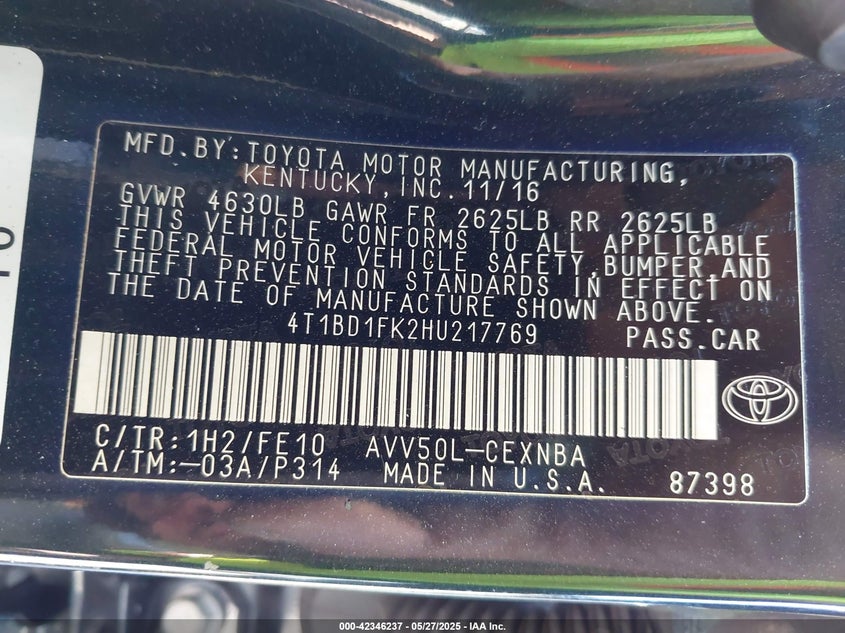 MFD.BY:TOYOTA MOTOR MANUFACTURING,
KENTUCKY,INC.11/16
GVWR 4630LB GAWR FR 2625LB RR 2625LB
THIS VEHICLE CONFORMS TO ALL APPLICABLE
FEDERAL MOTOR VEHICLE SAFETY,BUMPER,AND
THEFT PREVENTION STANDARDS IN EFFECT ON
THE DATE OF MANUFACTURE SHOWN ABOVE.
4T1BD1FK2HU217769 PASS.CAR
C/TR:1H2/FE10 AVV50L-CEXNBA
A/TM:-03A/P314 MADE IN U.S.A. 87398
000-42346237 - 05/27/2025 - IAA Inc.